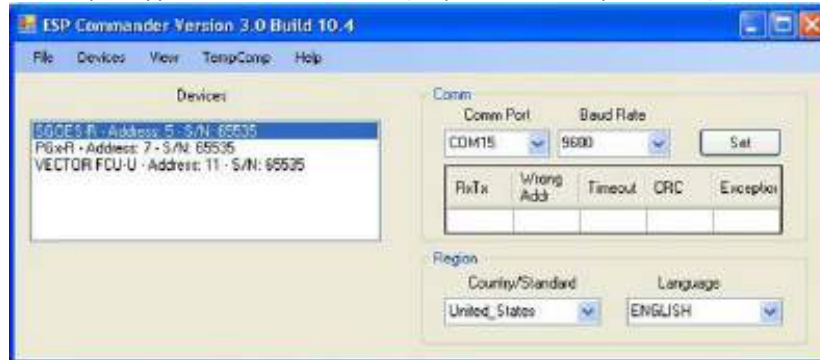 ESP Commander Version 3.0 Build 10.4
File Devices View TempComp Help
Devices
SGCES-R - Address: 5 - S/N: 65535
PGx-R - Address: 7 - S/N: 65535
VECTOR FCU-U - Address: 11 - S/N: 65535
Comm
Comm Port Baud Rate
COM15 9600 Set
RxTx Wrong Addr Timeout CRC Exception
Region
Country/Standard Language
United_States ENGLISH